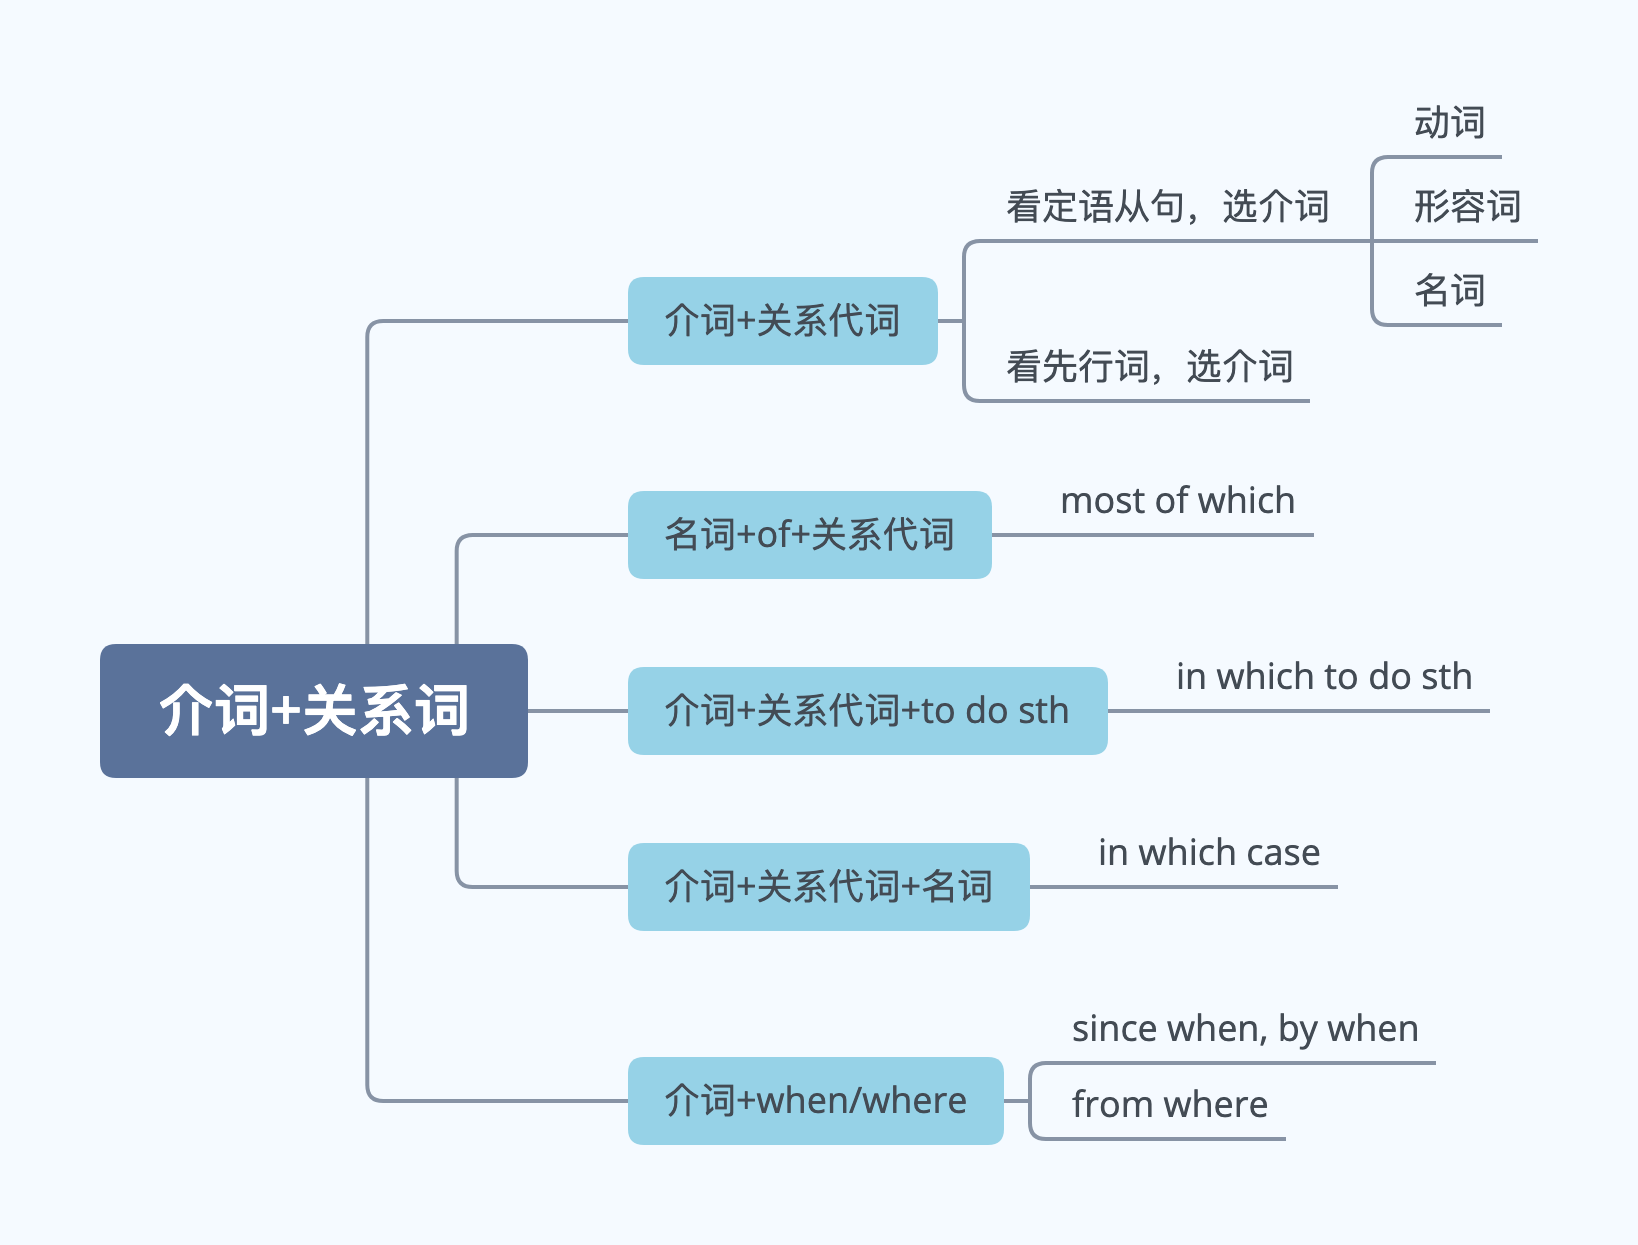 动词
看定语从句，选介词
形容词
名词
介词+关系代词
看先行词，选介词
名词+of+关系代词
most of which
介词+关系词
介词+关系代词+to do sth
in which to do sth
介词+关系代词+名词
in which case
介词+when/where
since when, by when
from where